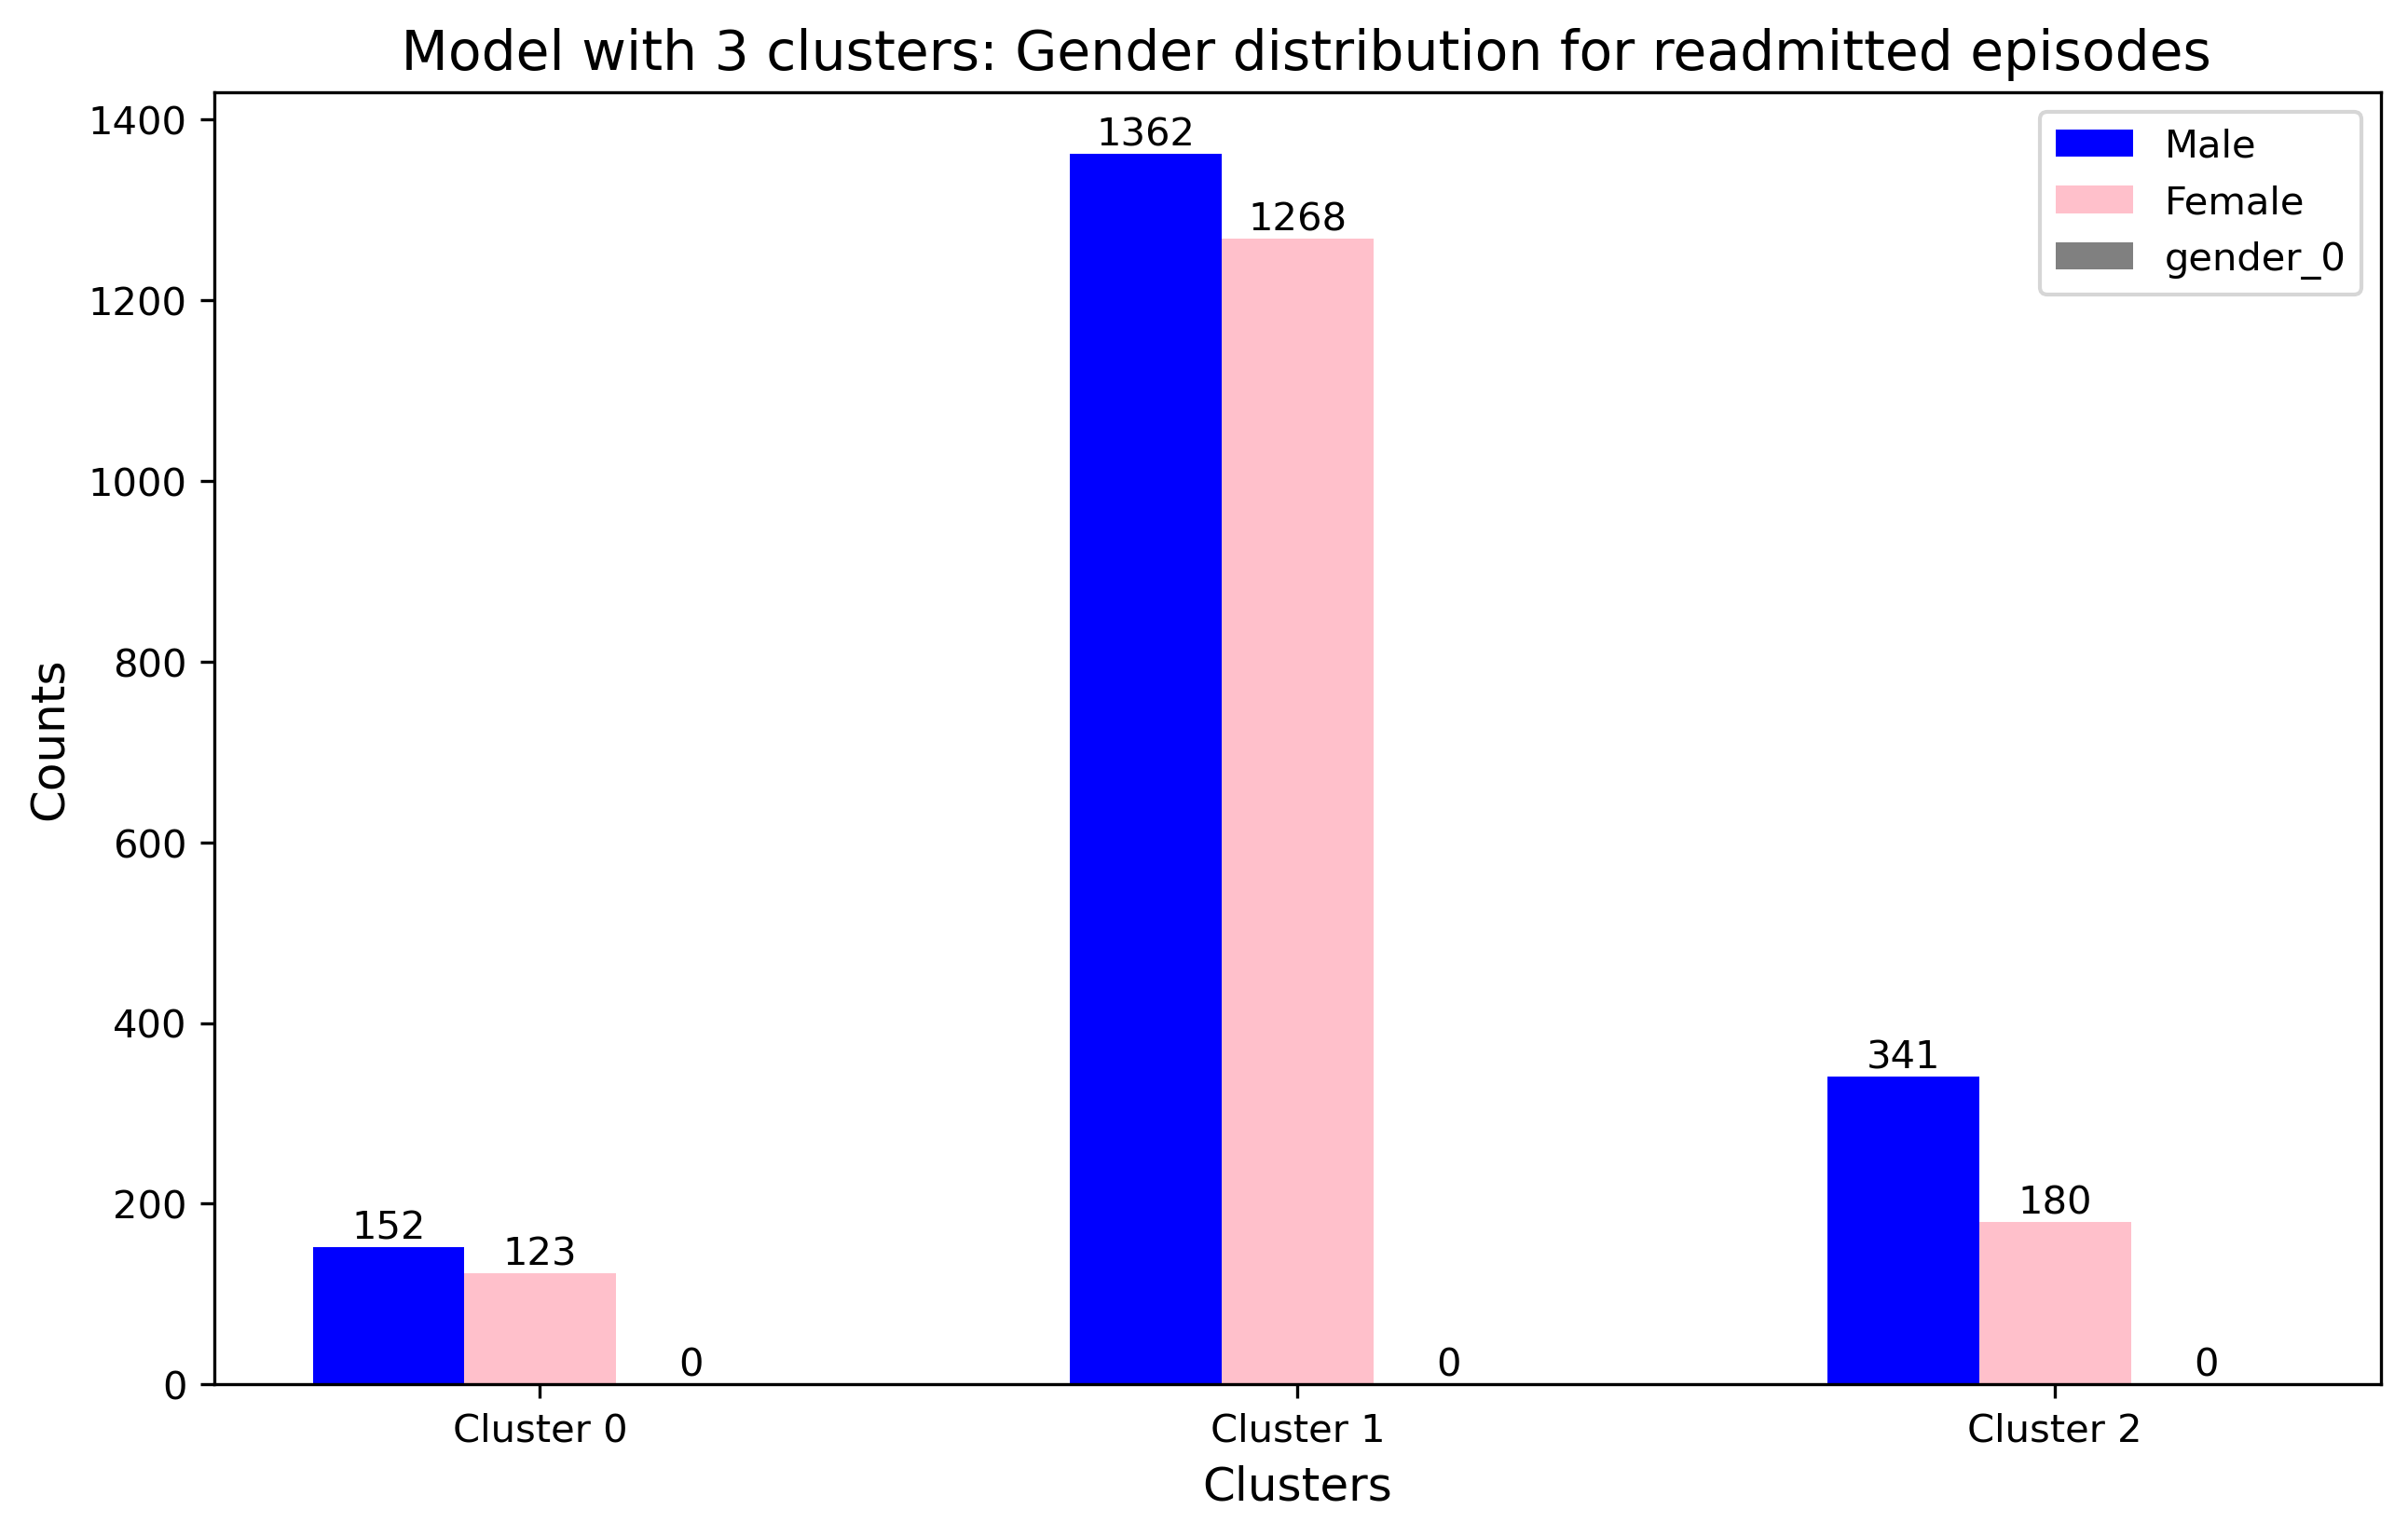 Model with 3 clusters: Gender distribution for readmitted episodes
1400
1200
1000
800
600
400
200
0
Counts
Male
Female
gender_0
152
123
0
1362
1268
0
341
180
0
Cluster 0
Cluster 1
Cluster 2
Clusters